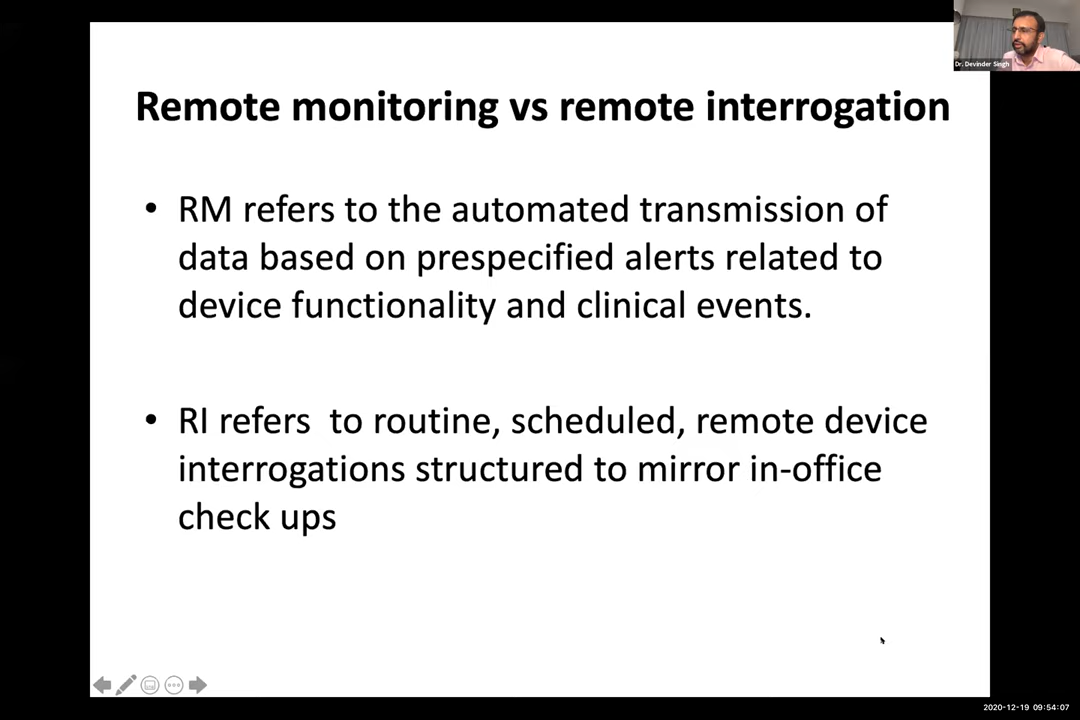 Dr. Devinder Singh
Remote monitoring vs remote interrogation
• RM refers to the automated transmission of
data based on prespecified alerts related to
device functionality and clinical events.
• RI refers  to routine, scheduled, remote device
interrogations structured to mirror in-office
check ups
2020-12-19 09:54:07